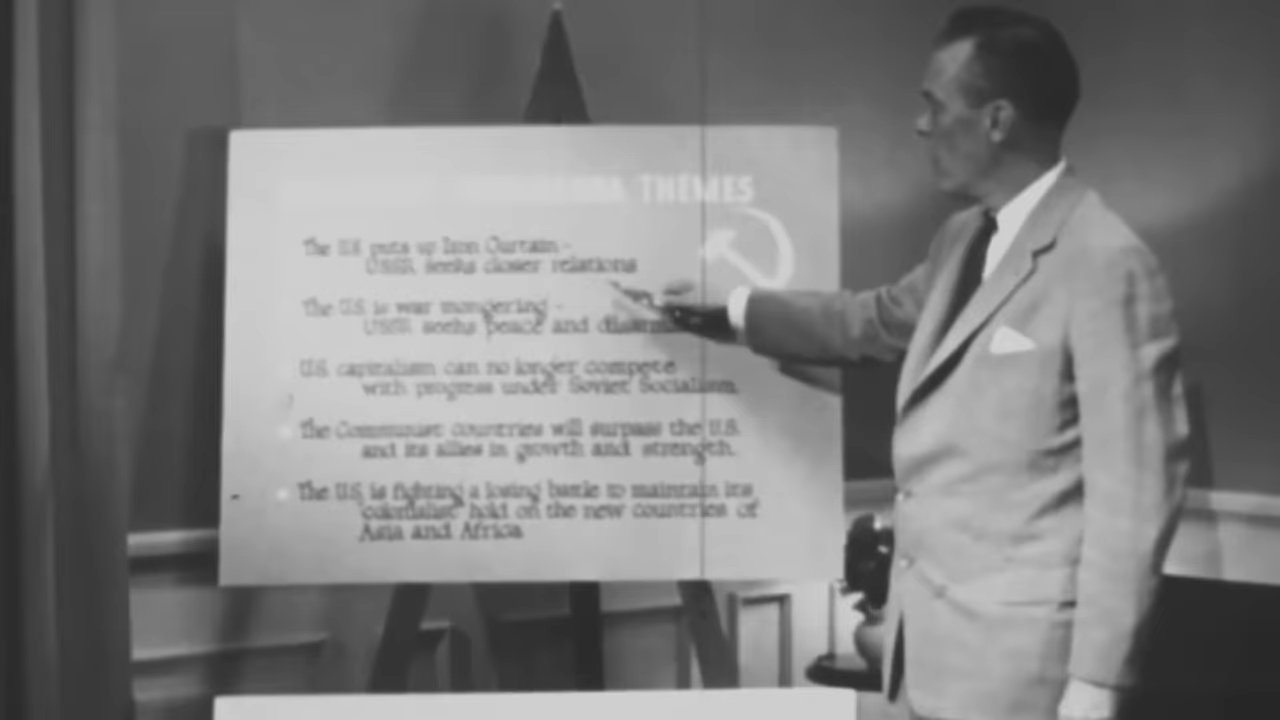 THEMES
The U.S. puts up Iron Curtain -
USSR seeks closer relations
The U.S. is war mongering -
USSR seeks peace and
U.S. capitalism can no longer compete
with progress under Soviet Socialism.
The Communist countries will surpass the U.S.
and its allies in growth and strength.
The U.S. is fighting a losing battle to maintain its
"colonialist" hold on the new countries of
Asia and Africa